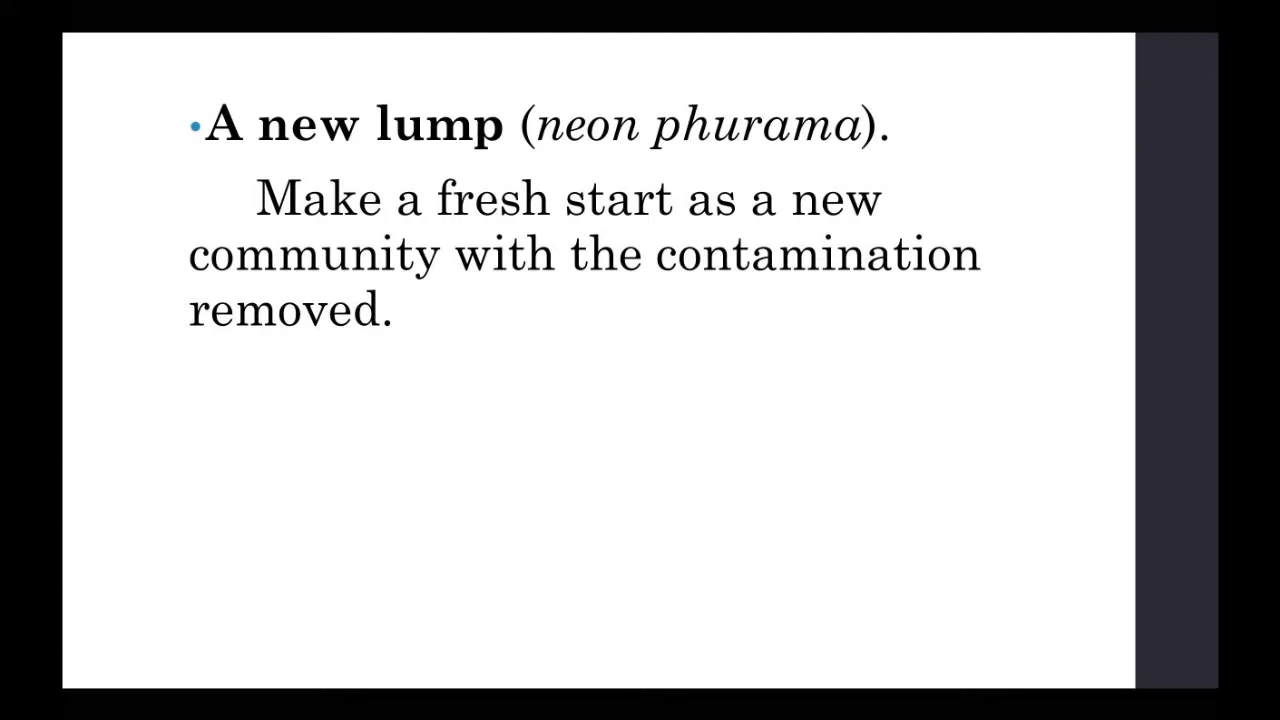 •A new lump (neon phurama).
Make a fresh start as a new
community with the contamination
removed.